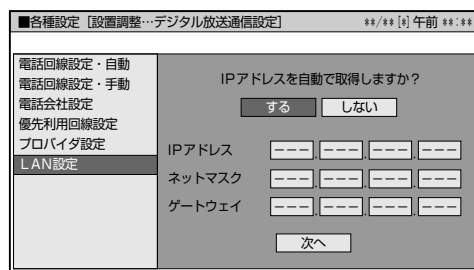 ■各種設定［設置調整…デジタル放送通信設定］ **/**[*]午前**:**
電話回線設定・自動
電話回線設定・手動
電話会社設定
優先利用回線設定
プロバイダ設定
LAN設定
IPアドレスを自動で取得しますか？
する しない
IPアドレス ---.---.---.---
ネットマスク ---.---.---.---
ゲートウェイ ---.---.---.---
次へ